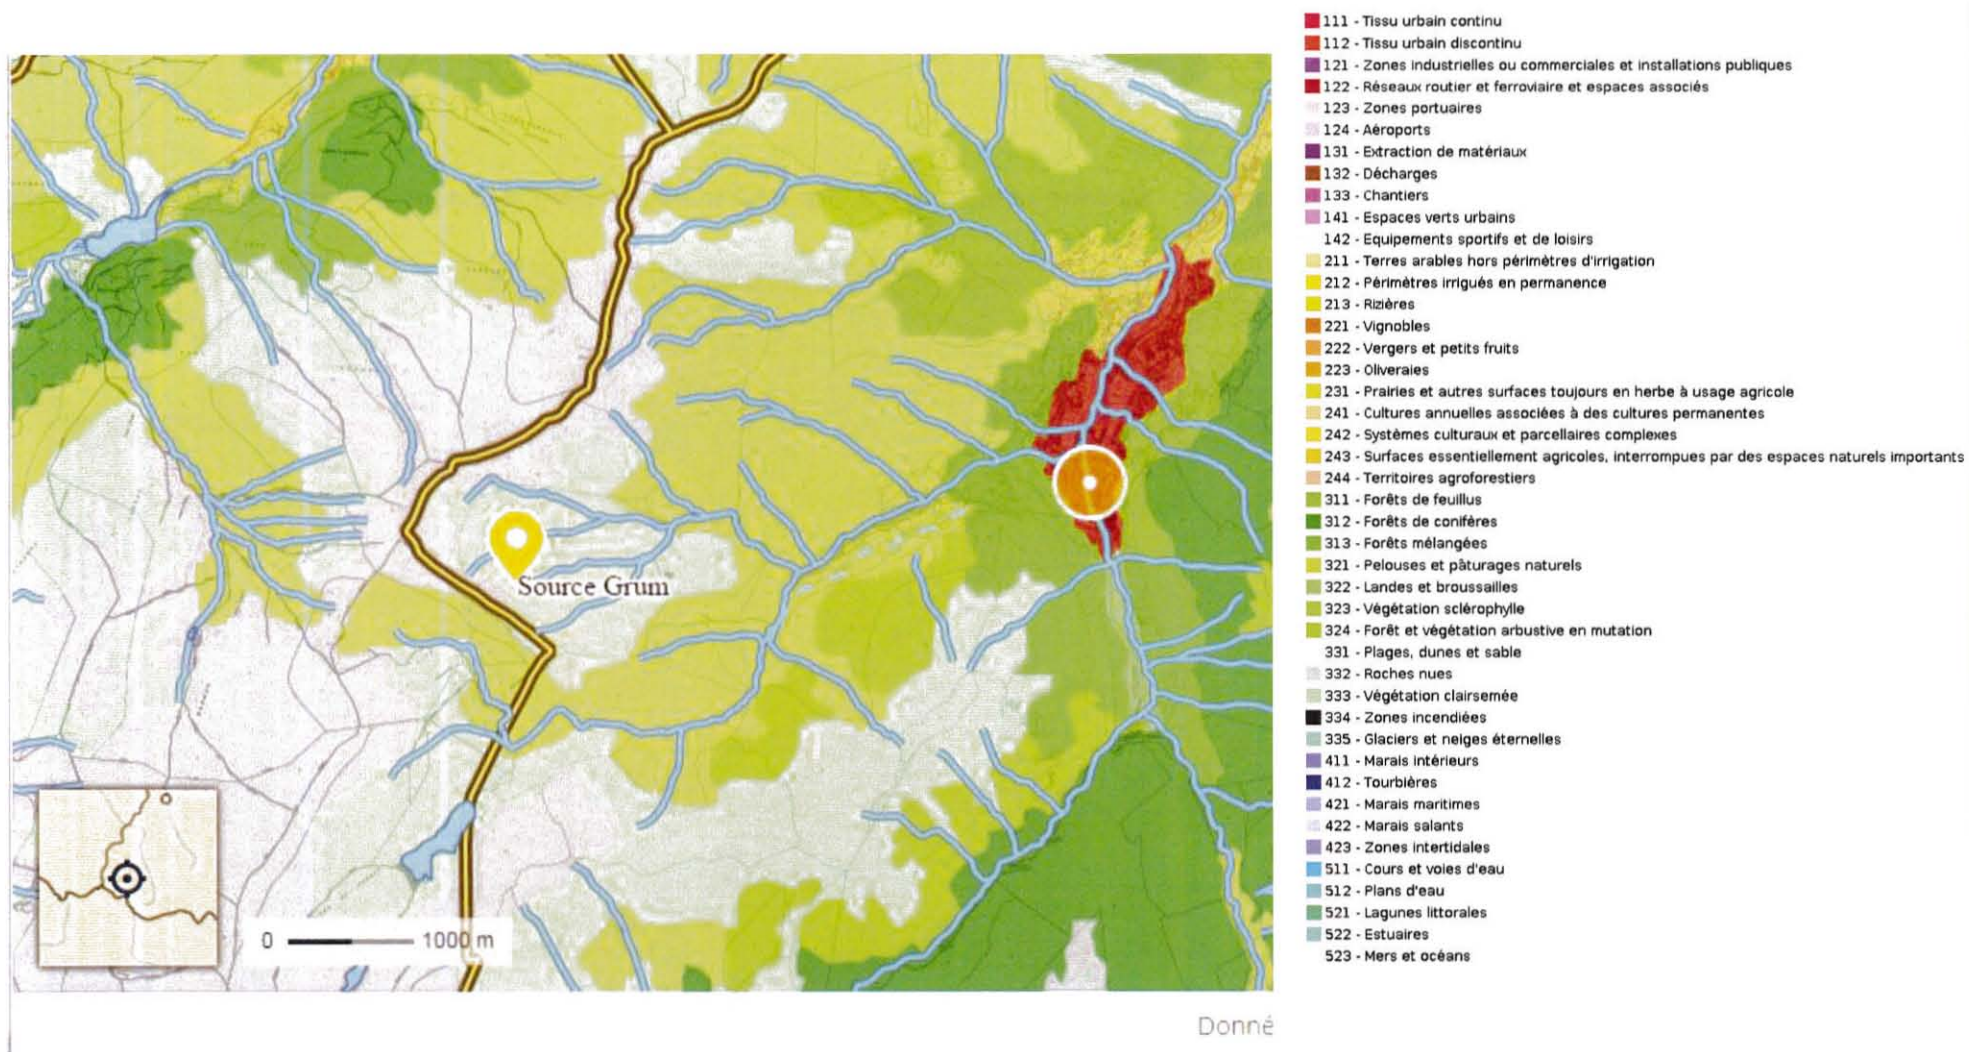 111 - Tissu urbain continu
112 - Tissu urbain discontinu
121 - Zones industrielles ou commerciales et installations publiques
122 - Réseaux routier et ferroviaire et espaces associés
123 - Zones portuaires
124 - Aéroports
131 - Extraction de matériaux
132 - Décharges
133 - Chantiers
141 - Espaces verts urbains
142 - Equipements sportifs et de loisirs
211 - Terres arables hors périmètres d'irrigation
212 - Périmètres irrigués en permanence
213 - Rizières
221 - Vignobles
222 - Vergers et petits fruits
223 - Oliveraies
231 - Prairies et autres surfaces toujours en herbe à usage agricole
241 - Cultures annuelles associées à des cultures permanentes
242 - Systèmes culturaux et parcellaires complexes
243 - Surfaces essentiellement agricoles, interrompues par des espaces naturels importants
244 - Territoires agroforestiers
311 - Forêts de feuillus
312 - Forêts de conifères
313 - Forêts mélangées
321 - Pelouses et pâturages naturels
322 - Landes et broussailles
323 - Végétation sclérophylle
324 - Forêt et végétation arbustive en mutation
331 - Plages, dunes et sable
332 - Roches nues
333 - Végétation clairsemée
334 - Zones incendiées
335 - Glaciers et neiges éternelles
411 - Marais intérieurs
412 - Tourbières
421 - Marais maritimes
422 - Marais salants
423 - Zones intertidales
511 - Cours et voies d'eau
512 - Plans d'eau
521 - Lagunes littorales
522 - Estuaires
523 - Mers et océans
Source Grum
0 1000 m
Donné